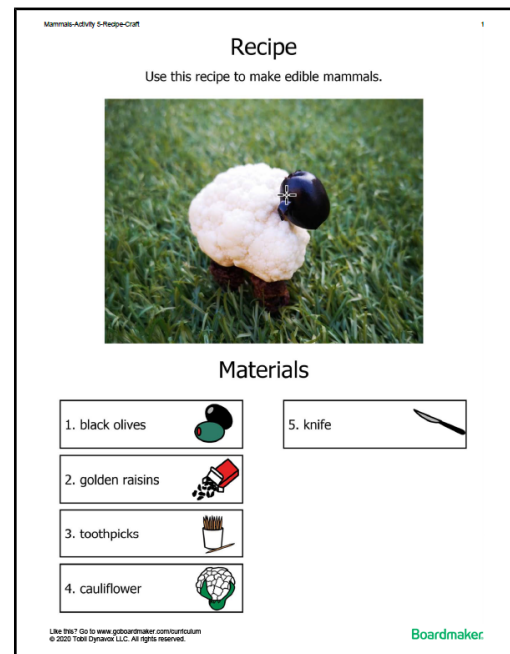 Mammals-Activity 5-Recipe-Craft 1
Recipe
Use this recipe to make edible mammals.
Materials
1. black olives
5. knife
2. golden raisins
3. toothpicks
4. cauliflower
Like this? Go to www.goboardmaker.com/curriculum
© 2020 Tobii Dynavox LLC. All rights reserved.
Boardmaker